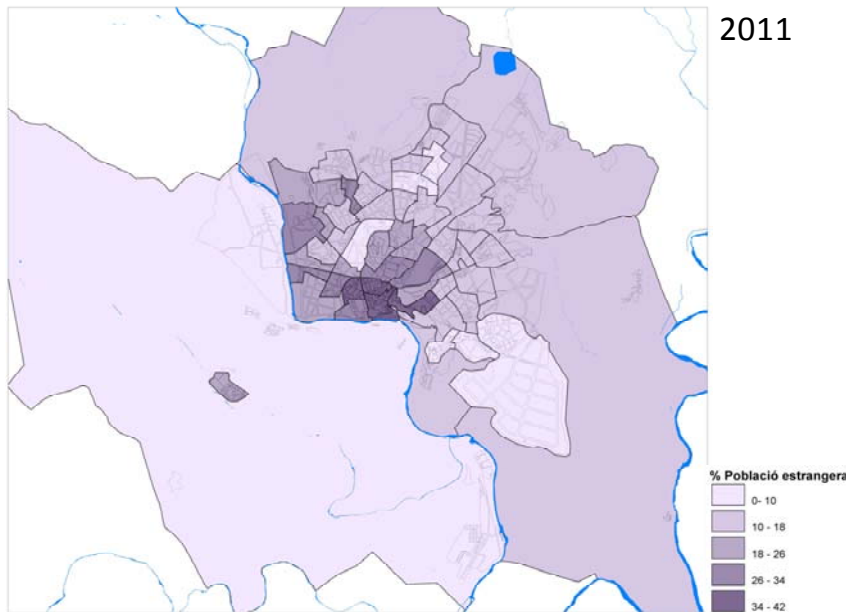 2011
% Població estrangera
0- 10
10 - 18
18 - 26
26 - 34
34 - 42